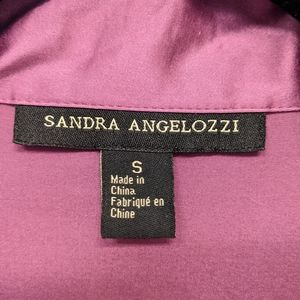 SANDRA ANGELOZZI
S
Made in
China
Fabriqué en
Chine